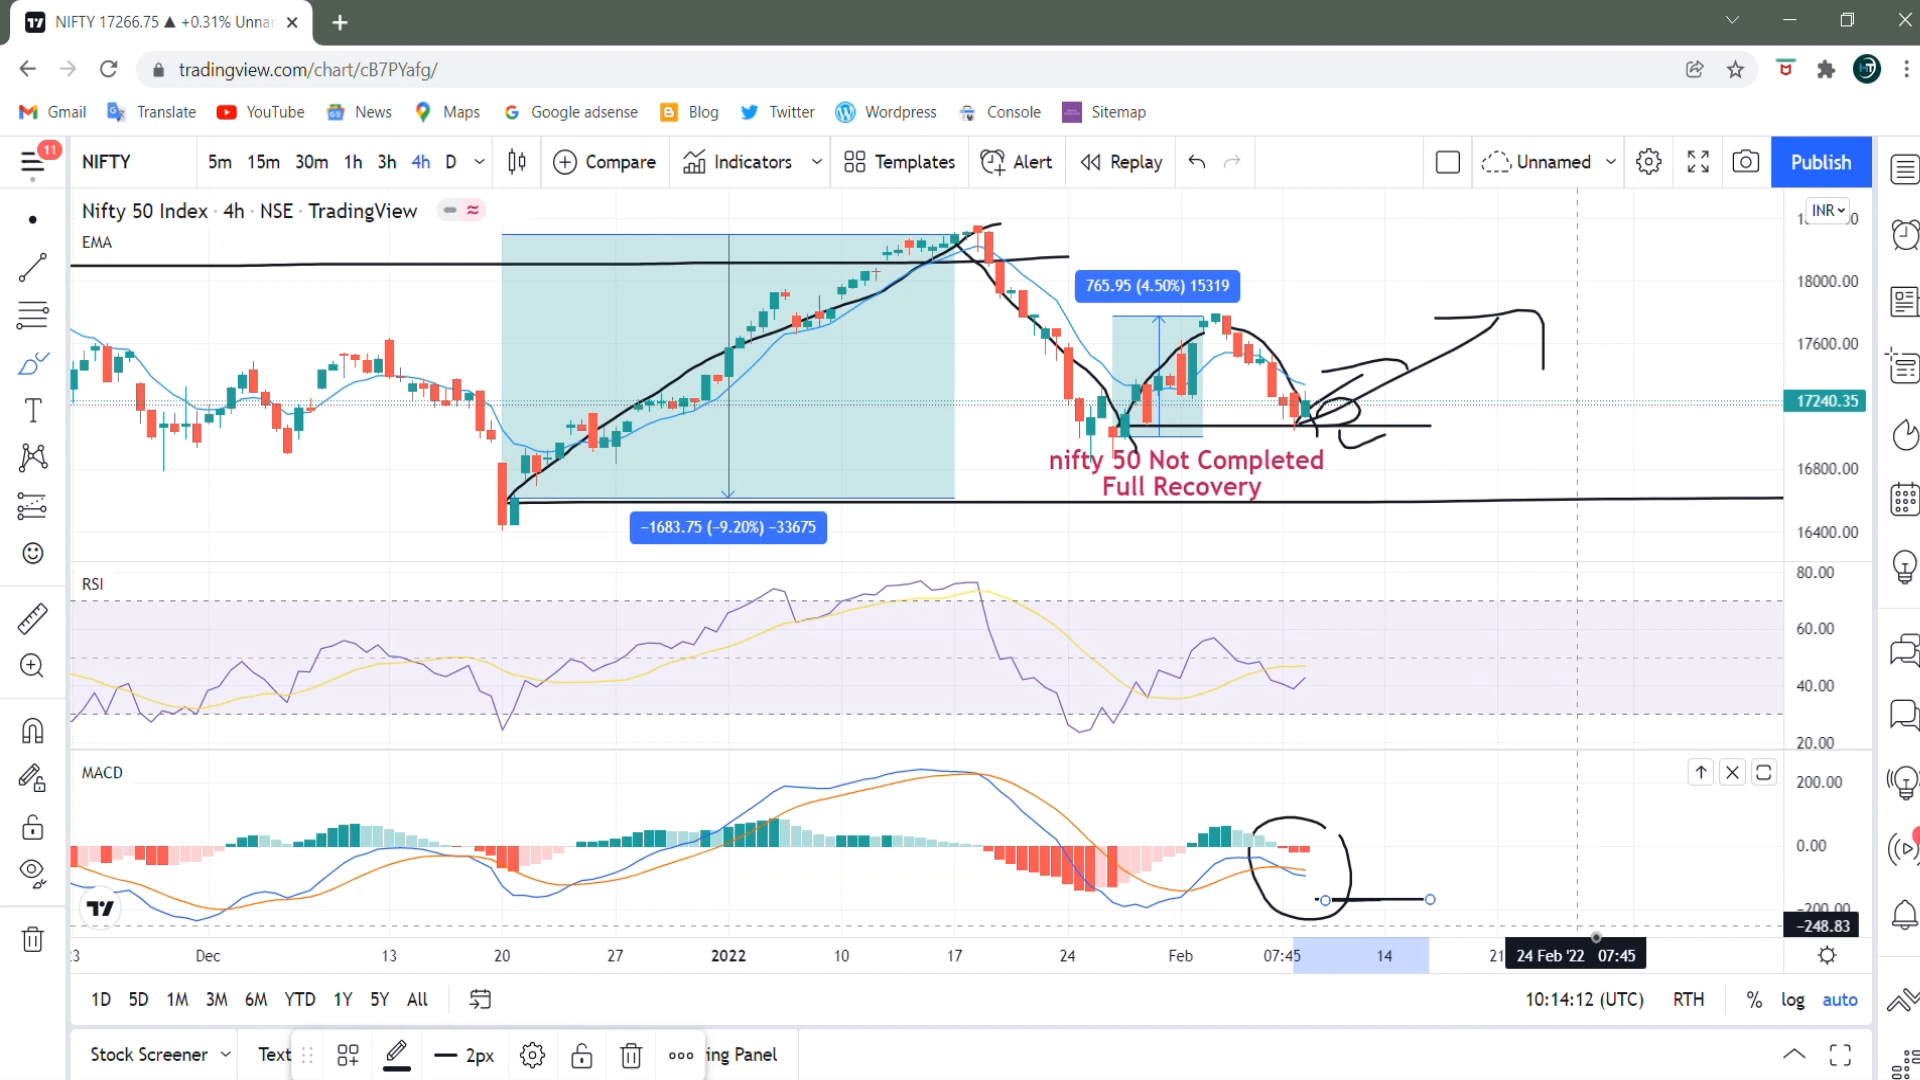 NIFTY 17266.75 ▲ +0.31% Unna
tradingview.com/chart/cB7PYafg/
Gmail Translate YouTube News Maps Google adsense Blog Twitter Wordpress Console Sitemap
11
NIFTY 5m 15m 30m 1h 3h 4h D Compare Indicators Templates Alert Replay Unnamed Publish
Nifty 50 Index · 4h · NSE · TradingView
INR
EMA
18000.00
765.95 (4.50%) 15319
17600.00
17240.35
nifty 50 Not Completed
Full Recovery
16800.00
−1683.75 (−9.20%) −33675
16400.00
RSI
80.00
60.00
40.00
20.00
MACD
200.00
0.00
−200.00
−248.83
Dec 13 20 27 2022 10 17 24 Feb 07:45 14 21 24 Feb '22 07:45
1D 5D 1M 3M 6M YTD 1Y 5Y All 10:14:12 (UTC) RTH % log auto
Stock Screener Text 2px ing Panel